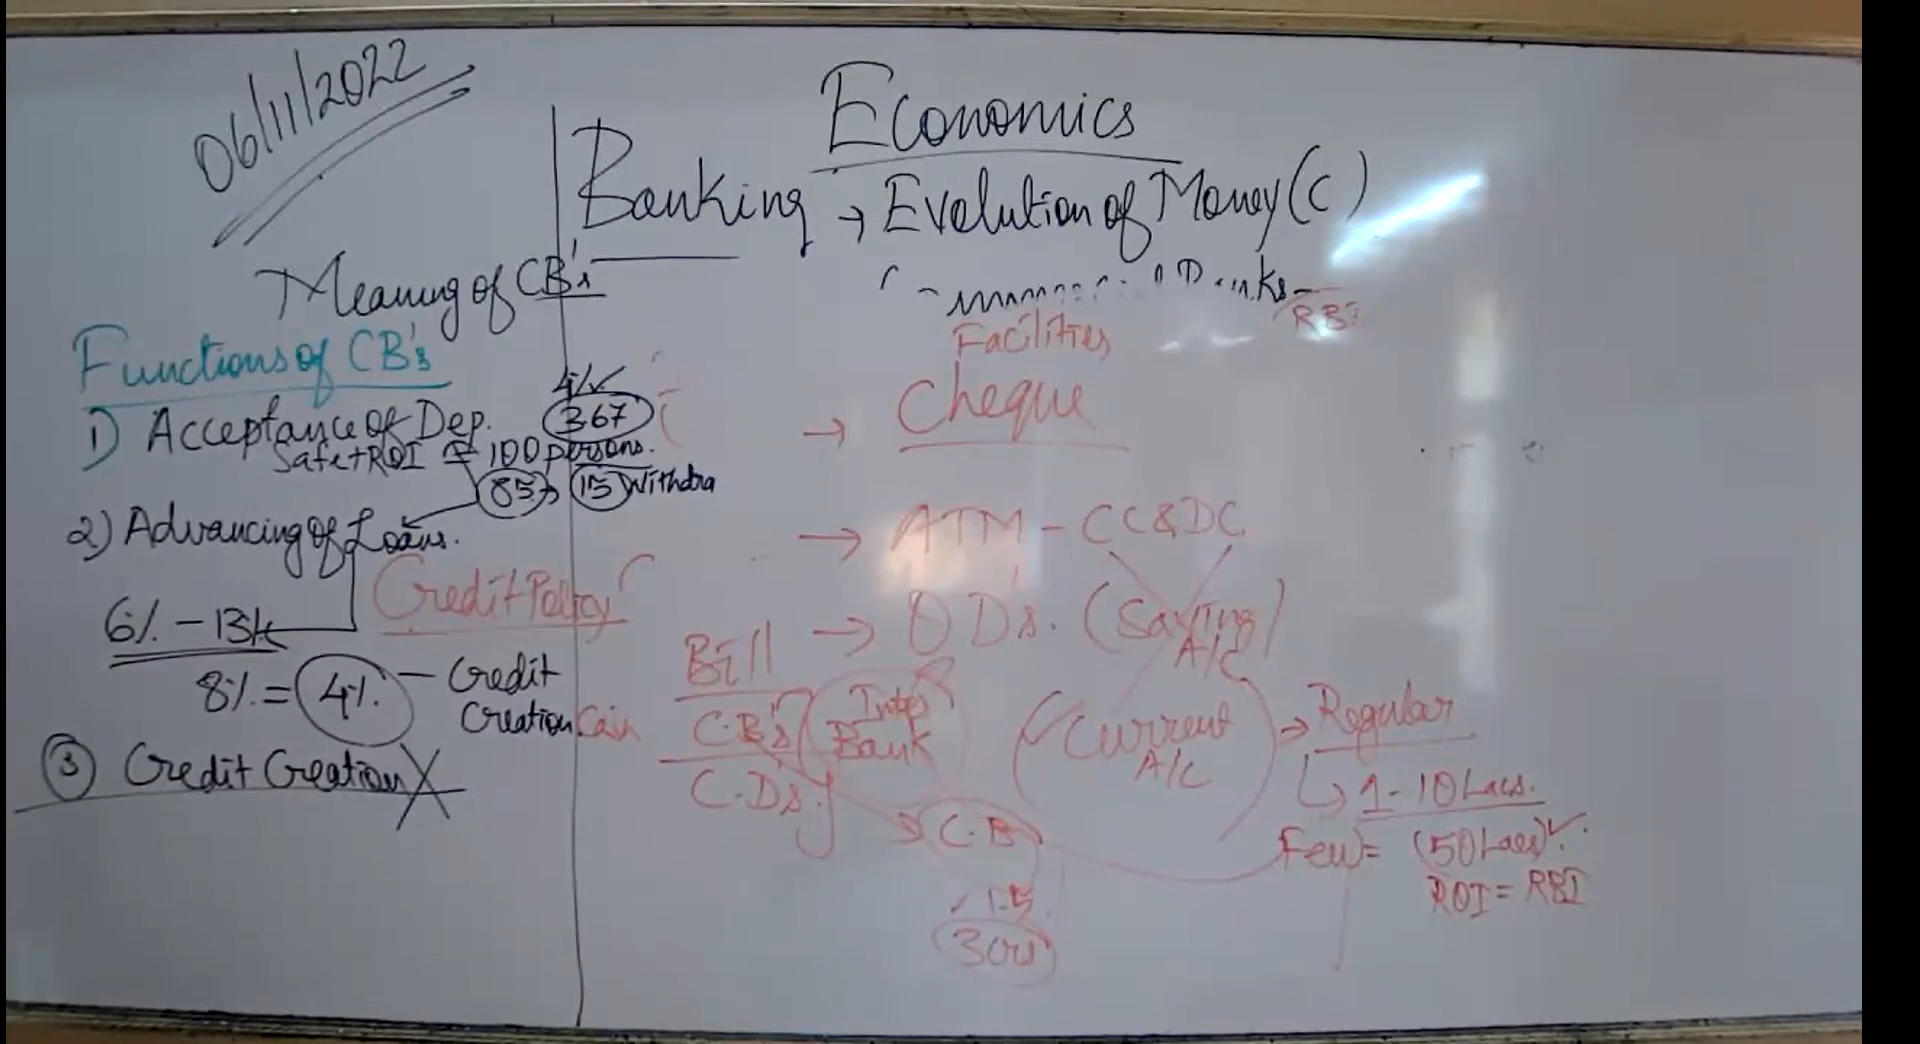 06/11/2022
Economics
Banking → Evolution of Money (C)
Meaning of CB's
RBI
Functions of CB's
1) Acceptance of Dep.
Safe + ROI = 100 persons.
4%✓
367
85 → 15 Withdra
2) Advancing of Loans.
Credit Policy
6% - 13%
8% = 4% - Credit
Creation
③ Credit Creation X
Facilities
→ Cheque
→ ATM - CC & DC
→ OD's. (Saving
A/C)
Bill
C.B's
C.D's
Inter
Bank
C.B
1.5
Current
A/C
→ Regular
↳ 1 - 10 Lacs.
Few = (50 Lacs)✓
ROI = RBI